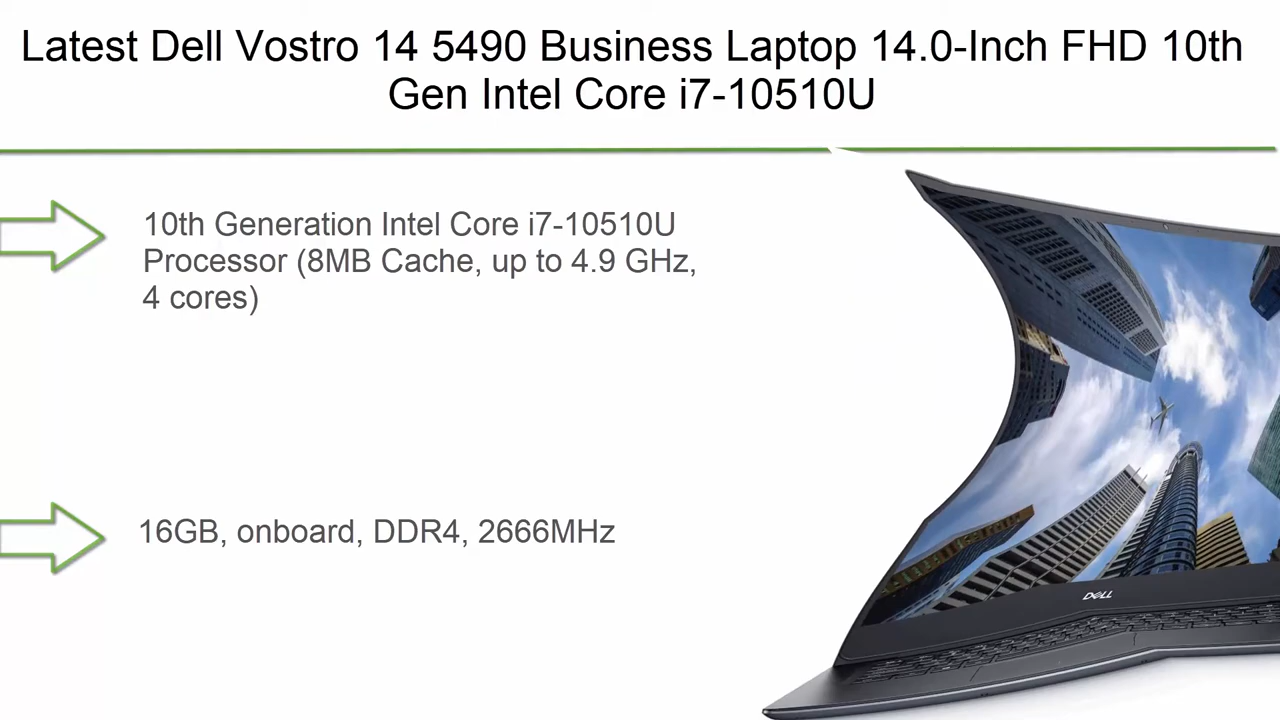 Latest Dell Vostro 14 5490 Business Laptop 14.0-Inch FHD 10th
Gen Intel Core i7-10510U
10th Generation Intel Core i7-10510U
Processor (8MB Cache, up to 4.9 GHz,
4 cores)
16GB, onboard, DDR4, 2666MHz
DELL